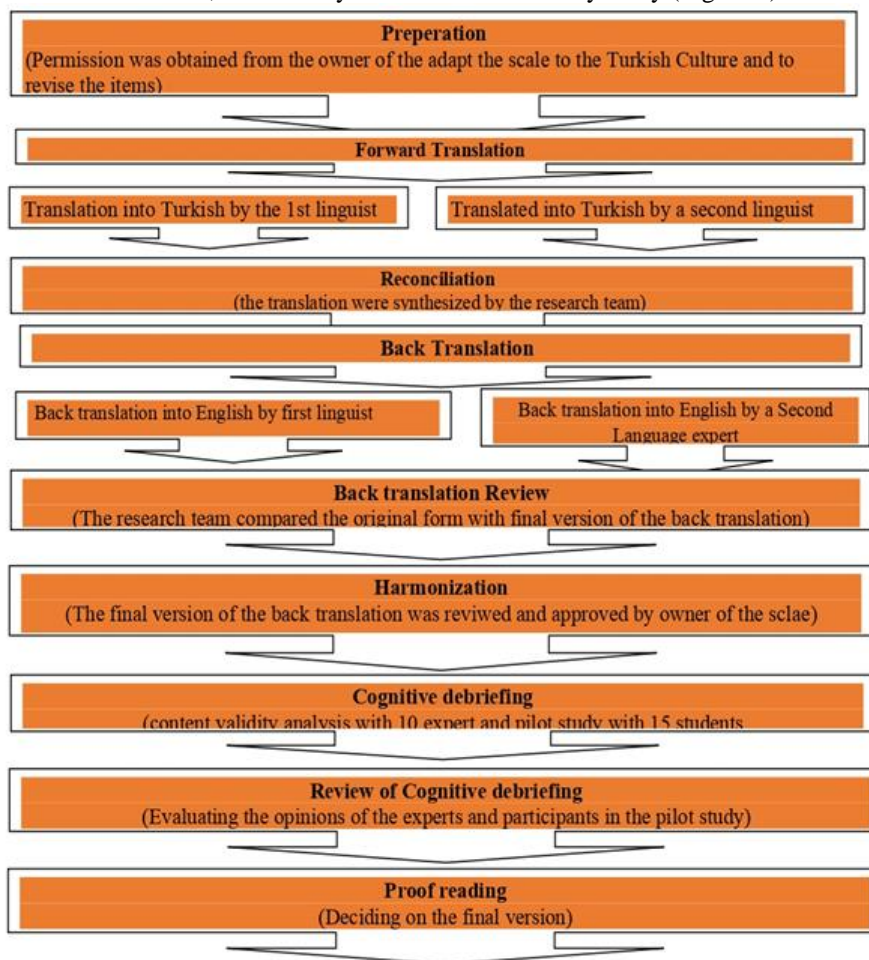 Preperation
(Permission was obtained from the owner of the adapt the scale to the Turkish Culture and to
revise the items)
Forward Translation
Translation into Turkish by the 1st linguist
Translated into Turkish by a second linguist
Reconciliation
(the translation were synthesized by the research team)
Back Translation
Back translation into English by first linguist
Back translation into English by a Second
Language expert
Back translation Review
(The research team compared the original form with final version of the back translation)
Harmonization
(The final version of the back translation was reviwed and approved by owner of the sclae)
Cognitive debriefing
(content validity analysis with 10 expert and pilot study with 15 students
Review of Cognitive debriefing
(Evaluating the opinions of the experts and participants in the pilot study)
Proof reading
(Deciding on the final version)